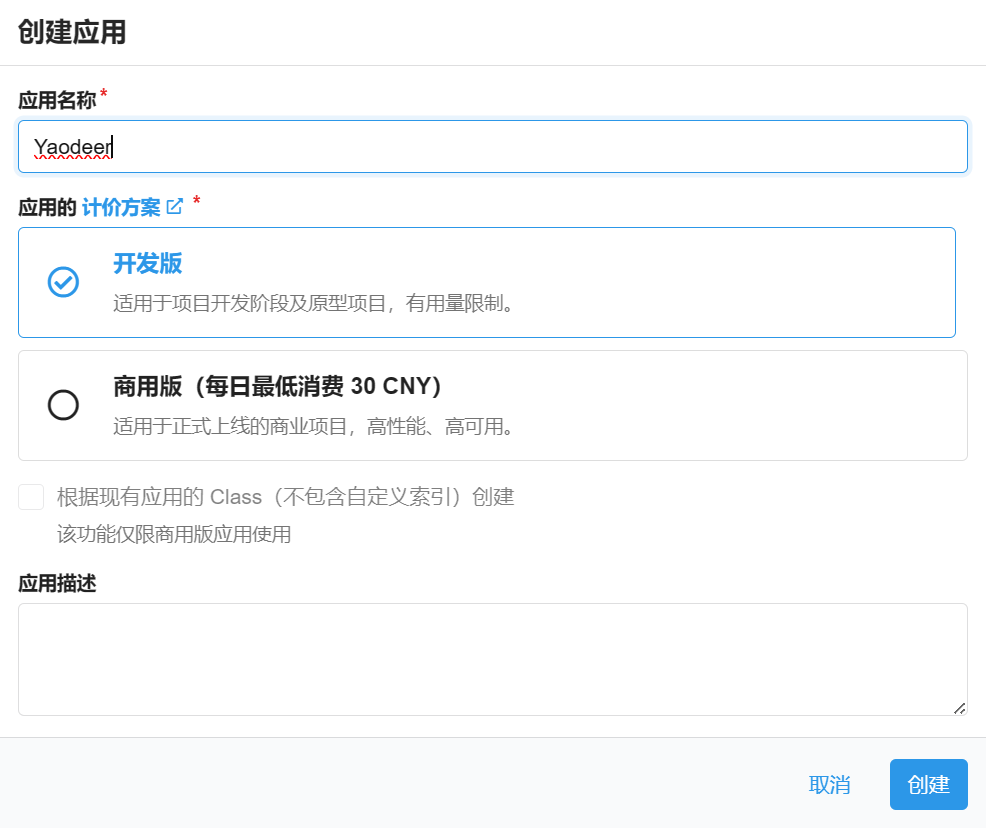 创建应用
应用名称*
Yaodeer
应用的 计价方案 *
开发版
适用于项目开发阶段及原型项目，有用量限制。
商用版（每日最低消费 30 CNY）
适用于正式上线的商业项目，高性能、高可用。
根据现有应用的 Class（不包含自定义索引）创建
该功能仅限商用版应用使用
应用描述
取消 创建